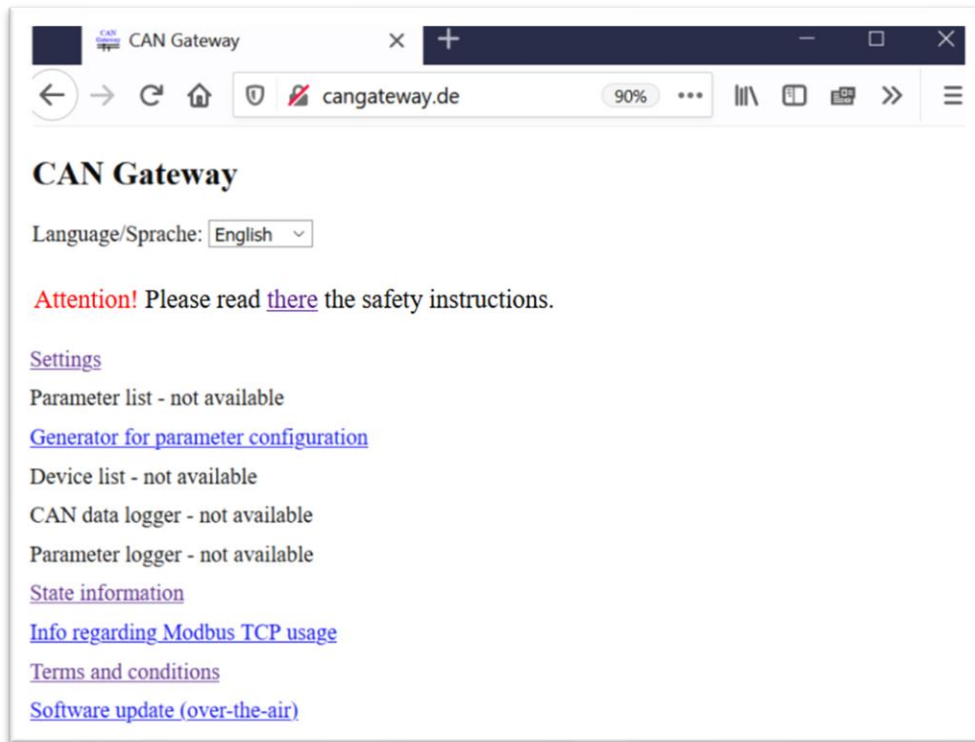 CAN Gateway
cangateway.de 90%
CAN Gateway
Language/Sprache: English
Attention! Please read there the safety instructions.
Settings
Parameter list - not available
Generator for parameter configuration
Device list - not available
CAN data logger - not available
Parameter logger - not available
State information
Info regarding Modbus TCP usage
Terms and conditions
Software update (over-the-air)